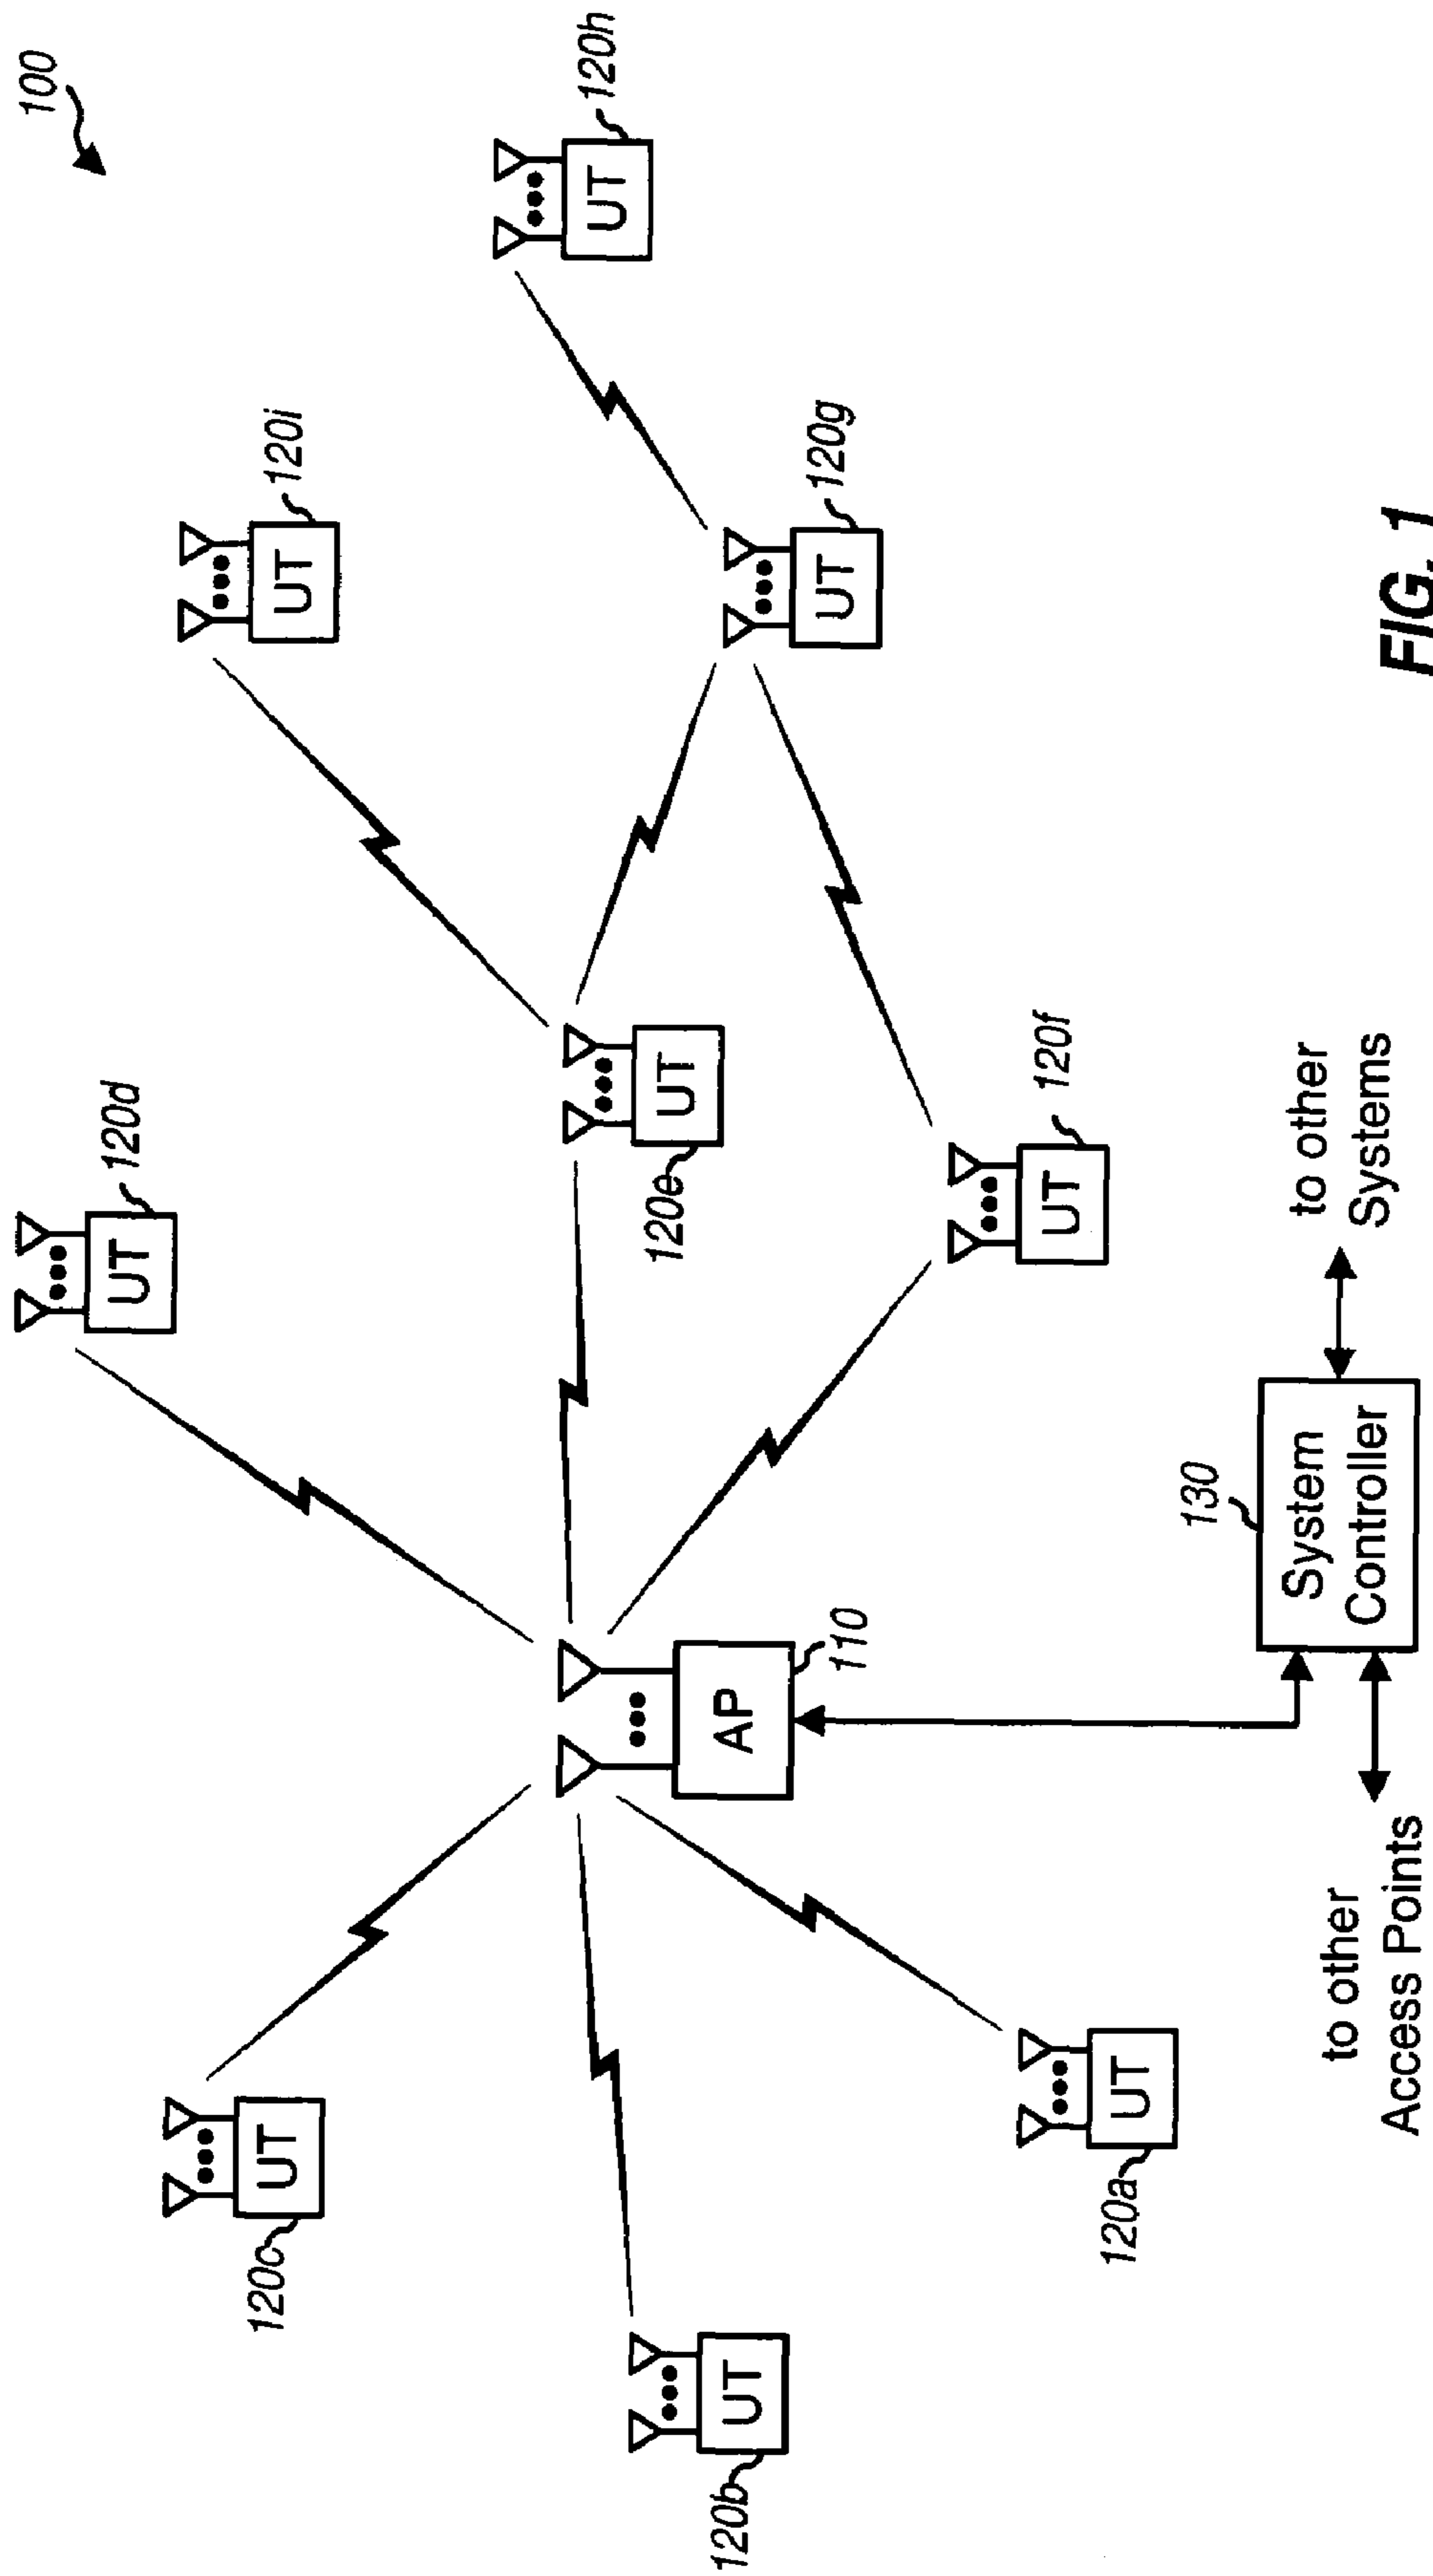 100
120d
UT
120i
UT
120c
UT
120h
UT
120e
UT
120b
UT
AP
110
120g
UT
120f
UT
120a
UT
130
System
Controller
to other
Systems
to other
Access Points
FIG. 1